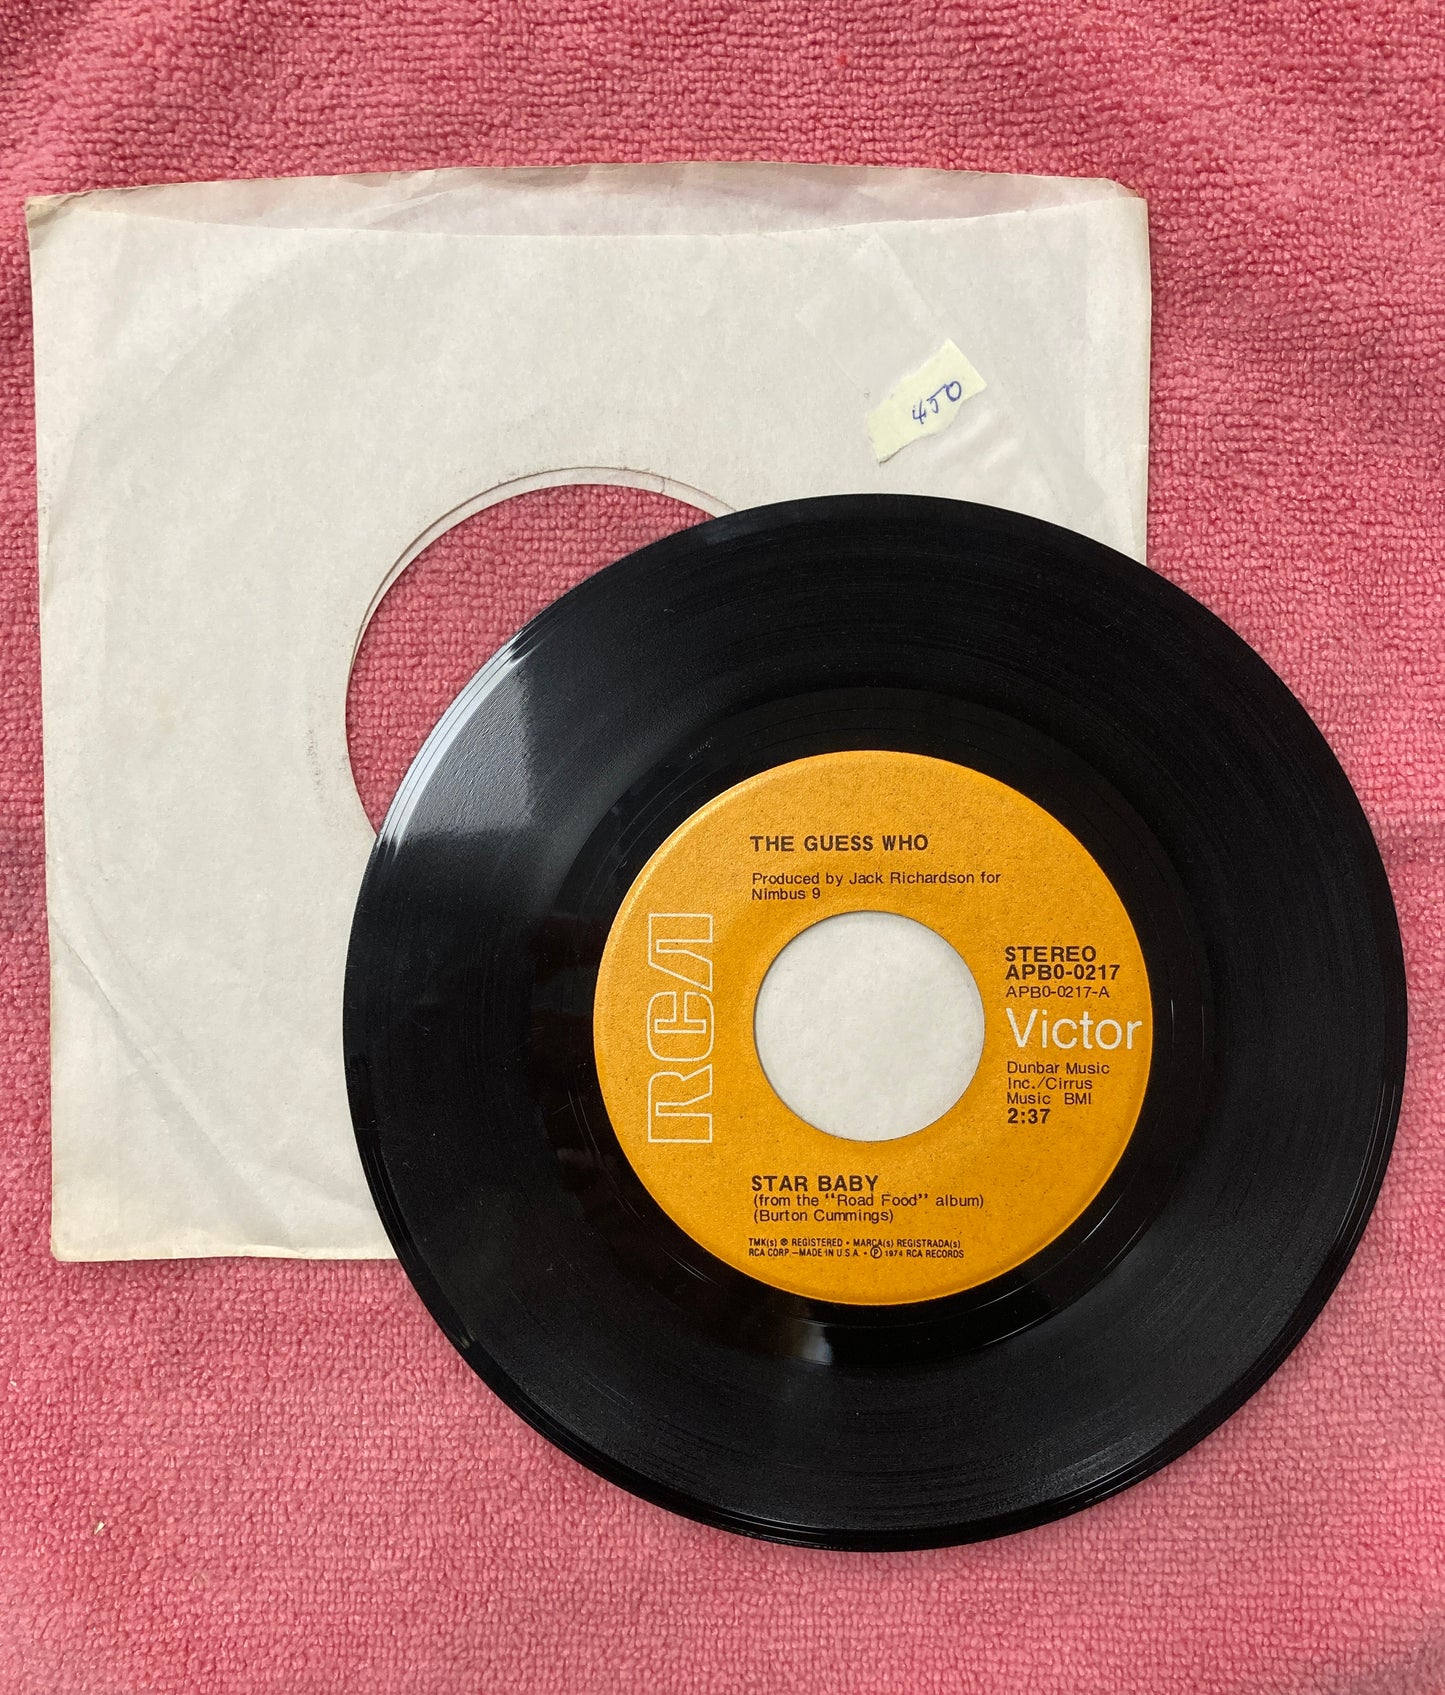 450
THE GUESS WHO
Produced by Jack Richardson for
Nimbus 9
RCA
STEREO
APB0-0217
APB0-0217-A
Victor
Dunbar Music
Inc./Cirrus
Music BMI
2:37
STAR BABY
(from the "Road Food" album)
(Burton Cummings)
TMK(s) ® REGISTERED • MARCA(s) REGISTRADA(s)
RCA CORP.—MADE IN U.S.A. • ℗ 1974 RCA RECORDS